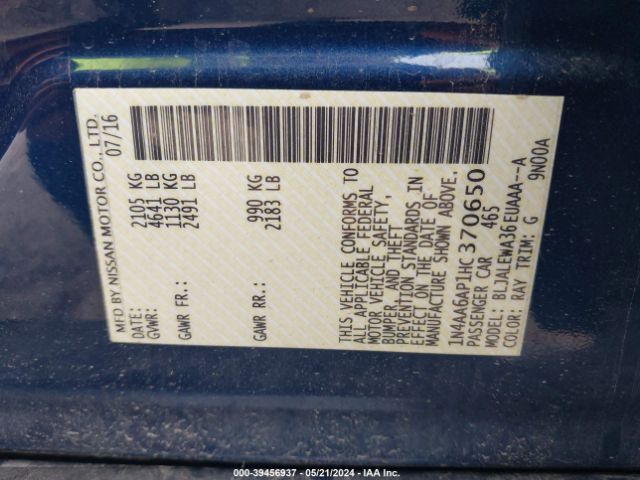 MFD BY NISSAN MOTOR CO., LTD.
DATE: 07/16
GVWR: 2105 KG
4641 LB
GAWR FR: 1130 KG
2491 LB
GAWR RR: 990 KG
2183 LB
THIS VEHICLE CONFORMS TO
ALL APPLICABLE FEDERAL
MOTOR VEHICLE SAFETY,
BUMPER, AND THEFT
PREVENTION STANDARDS IN
EFFECT ON THE DATE OF
MANUFACTURE SHOWN ABOVE.
1N4AA6AP1HC370650
PASSENGER CAR 465
MODEL: BLJALEWA36EUAAA--A
COLOR: RAY TRIM: G 9N00A
000-39456937 - 05/21/2024 - IAA Inc.